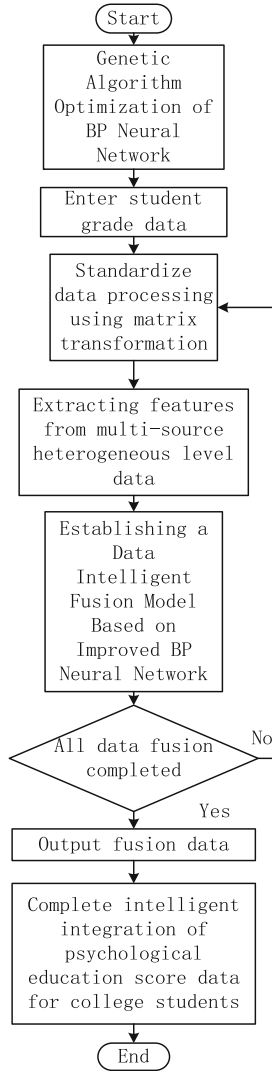 Start
Genetic
Algorithm
Optimization of
BP Neural
Network
Enter student
grade data
Standardize
data processing
using matrix
transformation
Extracting features
from multi-source
heterogeneous level
data
Establishing a
Data
Intelligent
Fusion Model
Based on
Improved BP
Neural Network
All data fusion
completed
No
Yes
Output fusion data
Complete intelligent
integration of
psychological
education score data
for college students
End